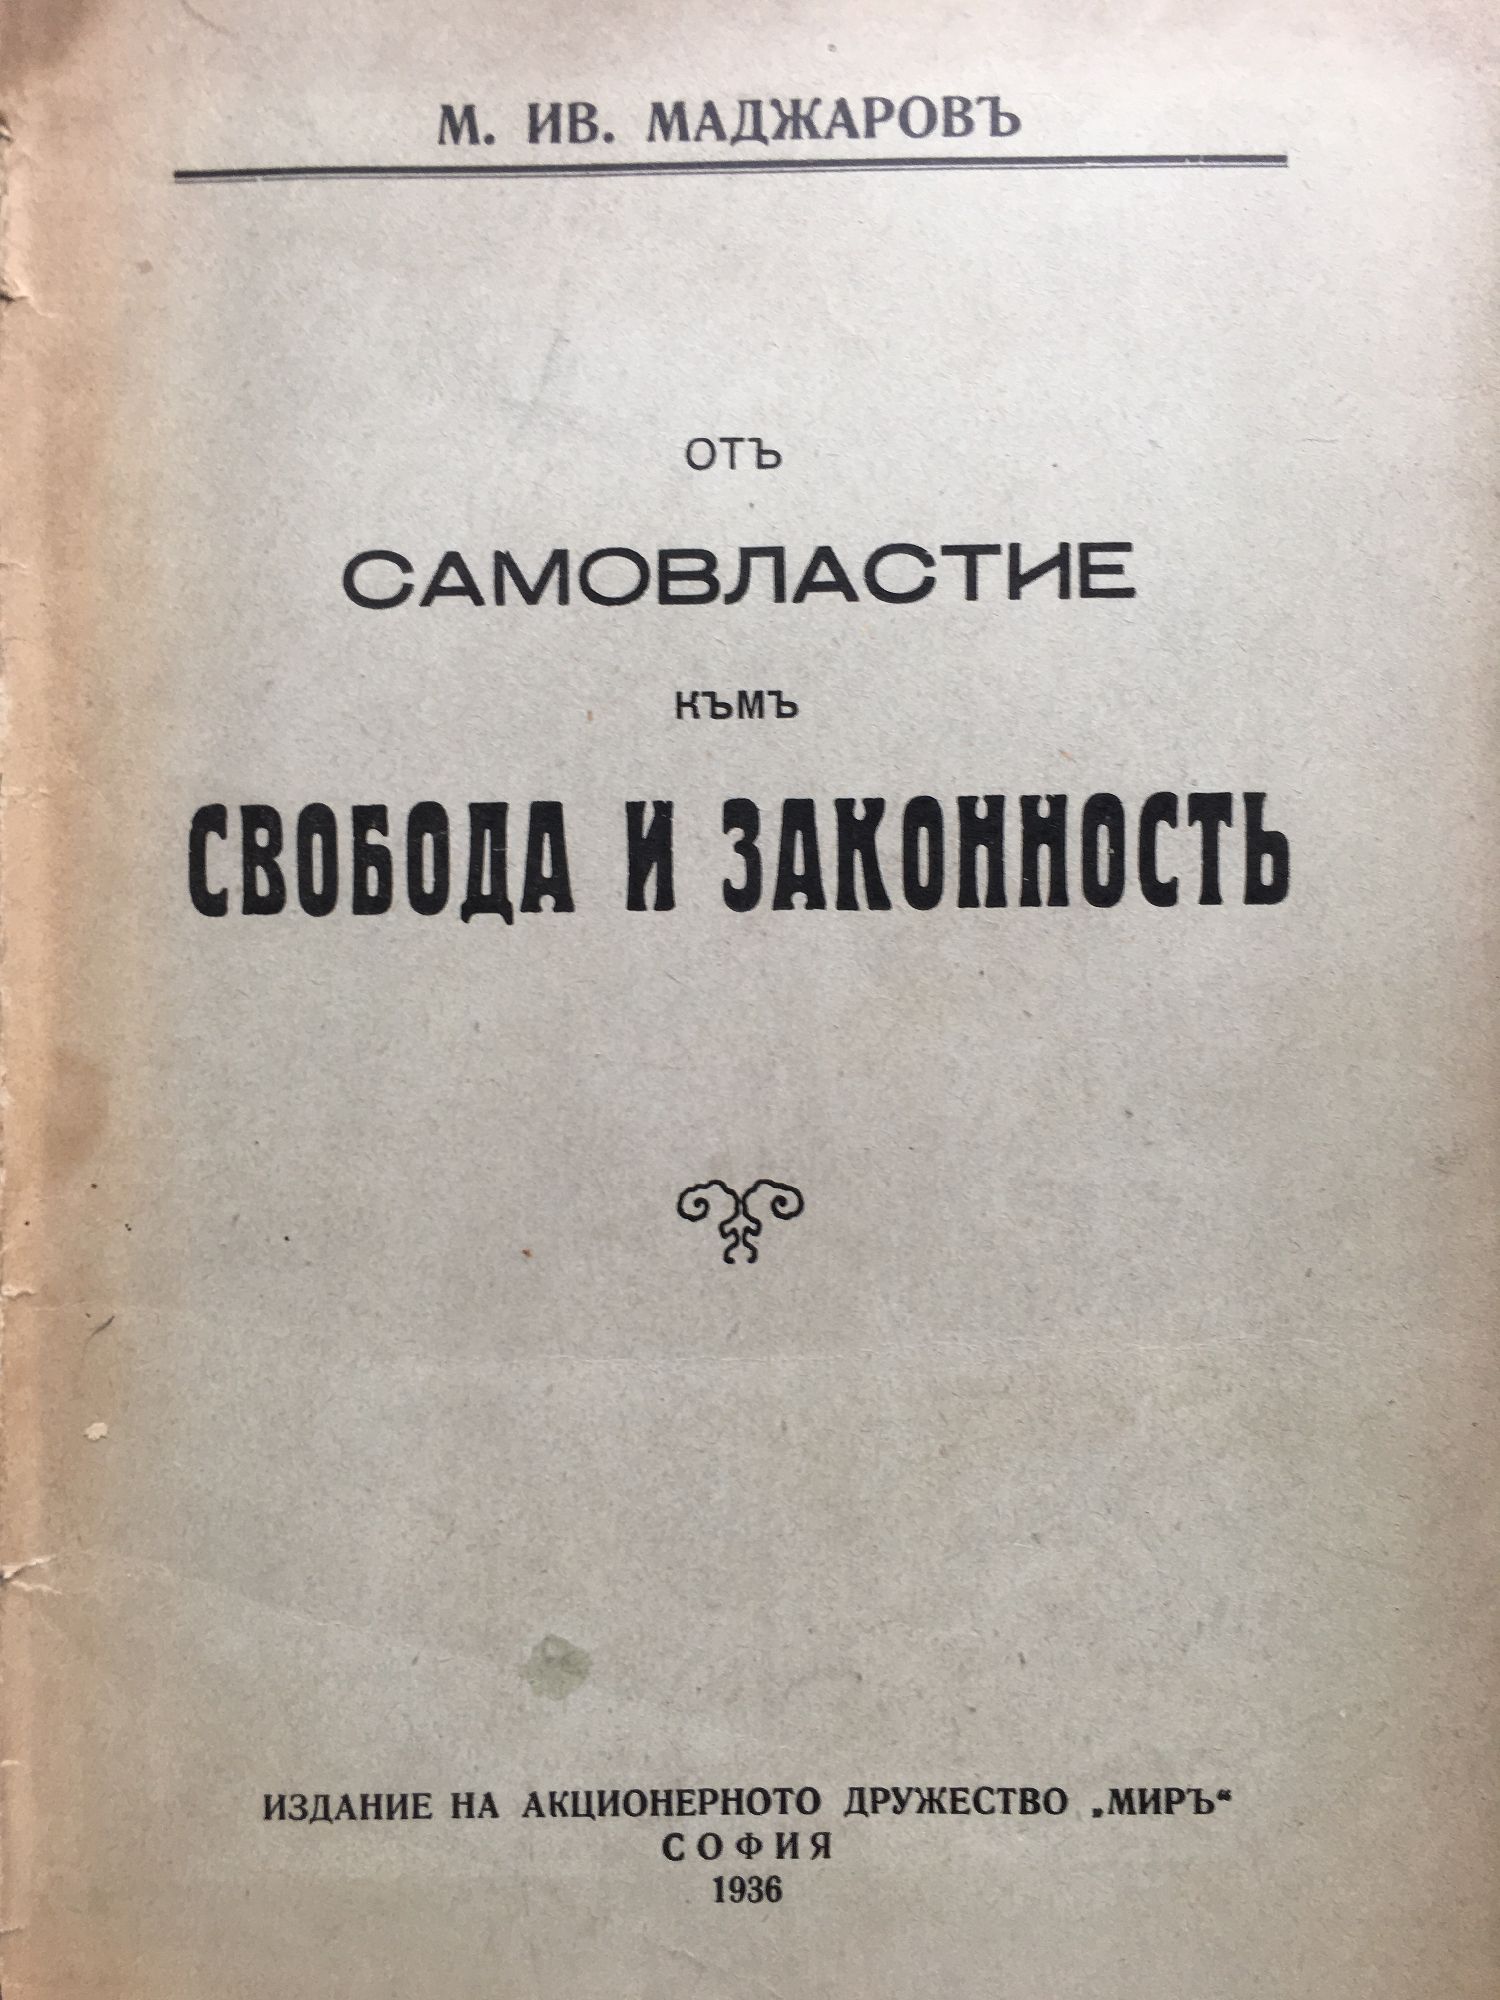 М. ИВ. МАДЖАРОВЪ
ОТЪ
САМОВЛАСТИЕ
КЪМЪ
СВОБОДА И ЗАКОННОСТЬ
ИЗДАНИЕ НА АКЦИОНЕРНОТО ДРУЖЕСТВО „МИРЪ“
СОФИЯ
1936